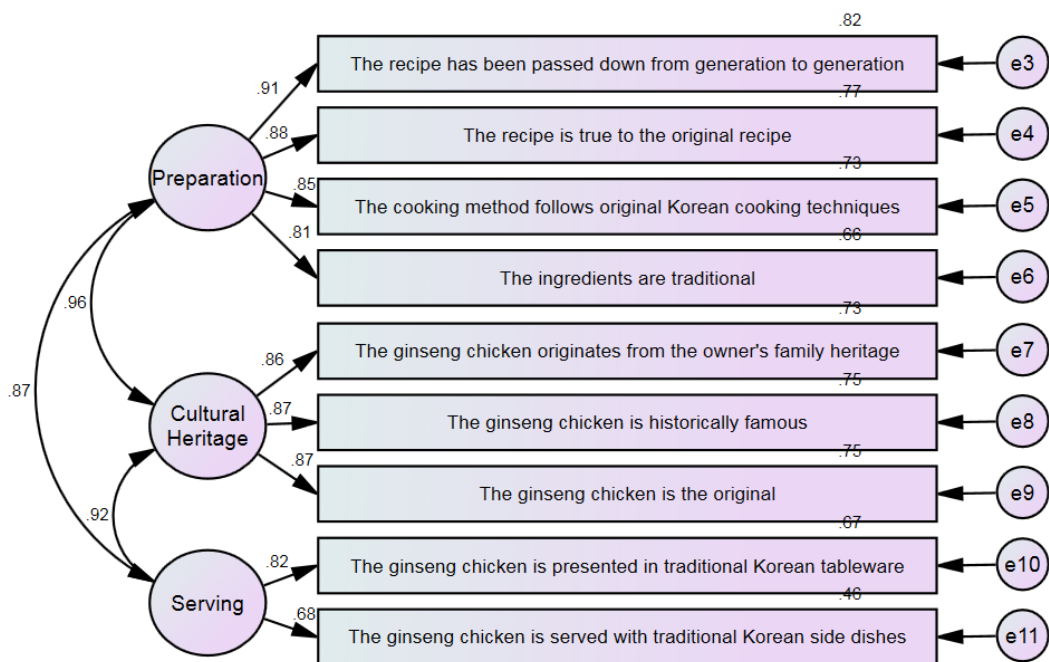 .82
The recipe has been passed down from generation to generation
e3
.91
.77
The recipe is true to the original recipe
e4
.88
Preparation
.73
The cooking method follows original Korean cooking techniques
e5
.85
.66
The ingredients are traditional
e6
.81
.96
.73
The ginseng chicken originates from the owner's family heritage
e7
.86
.87
Cultural
Heritage
.75
The ginseng chicken is historically famous
e8
.87
.75
The ginseng chicken is the original
e9
.87
.92
.67
The ginseng chicken is presented in traditional Korean tableware
e10
.82
Serving
.46
The ginseng chicken is served with traditional Korean side dishes
e11
.68